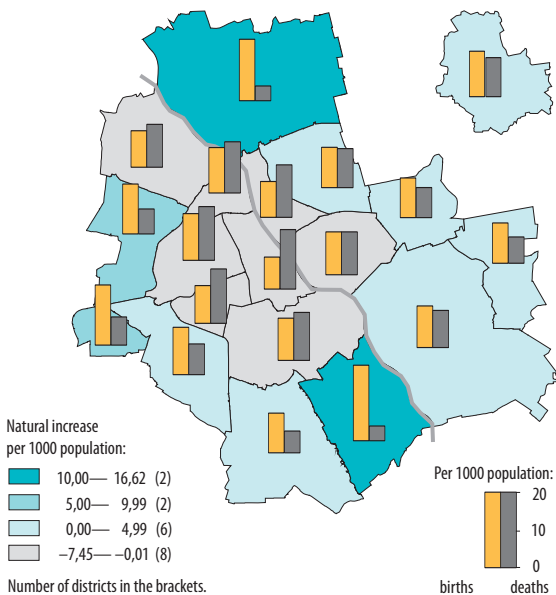 Natural increase
per 1000 population:
10,00— 16,62 (2)
5,00— 9,99 (2)
0,00— 4,99 (6)
–7,45— –0,01 (8)
Number of districts in the brackets.
Per 1000 population:
20
10
0
births deaths